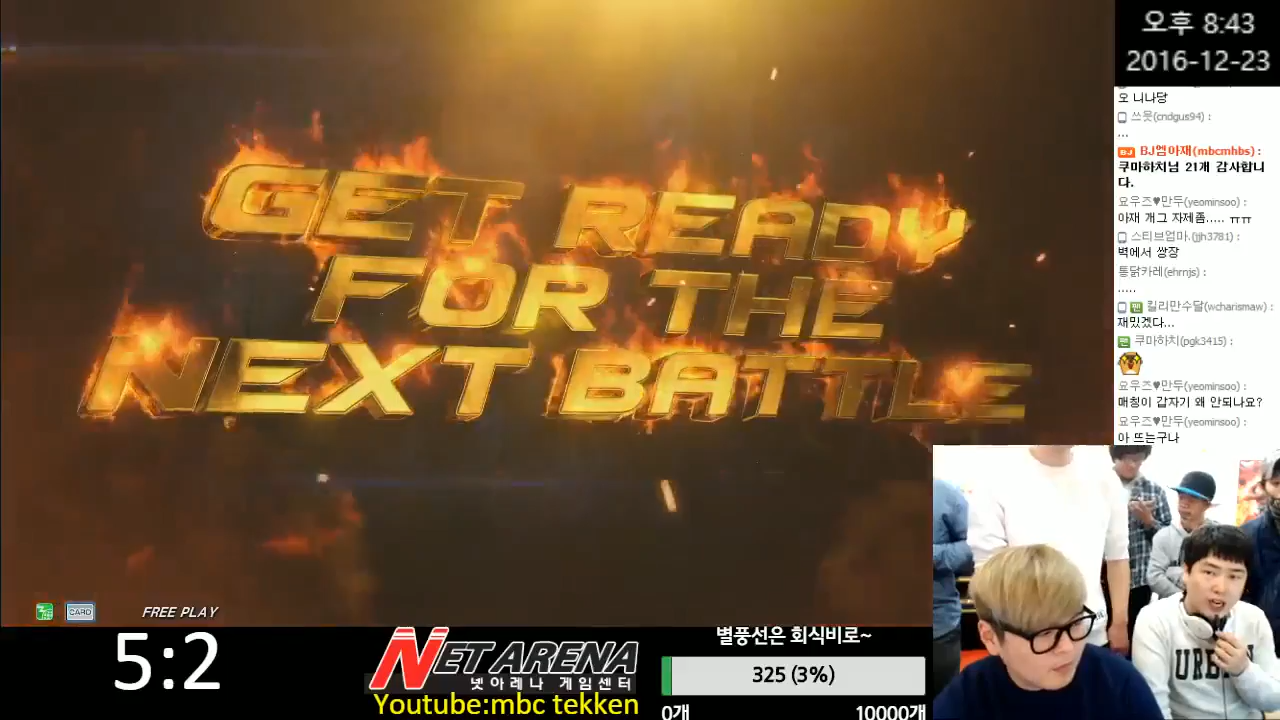 GET READY
FOR THE
NEXT BATTLE
CARD
FREE PLAY
오후 8:43
2016-12-23
오 니나당
쓰읏(cndgus94) :
...
BJ BJ엠아재(mbcmhbs) :
쿠마하치님 21개 감사합니
다.
요우즈♥만두(yeominsoo) :
아재 개그 자제좀..... ㅠㅠ
스티브엄마.(jjh3781) :
벽에서 쌍장
통닭카레(ehrnjs) :
.....
팬 킬리만수달(wcharismaw) :
재밌겠다...
팬 쿠마하치(pgk3415) :
요우즈♥만두(yeominsoo) :
매칭이 갑자기 왜 안되나요?
요우즈♥만두(yeominsoo) :
아 뜨는구나
5:2
NET ARENA
넷아레나 게임센터
Youtube:mbc tekken
별풍선은 회식비로~
325 (3%)
0개
10000개
URB